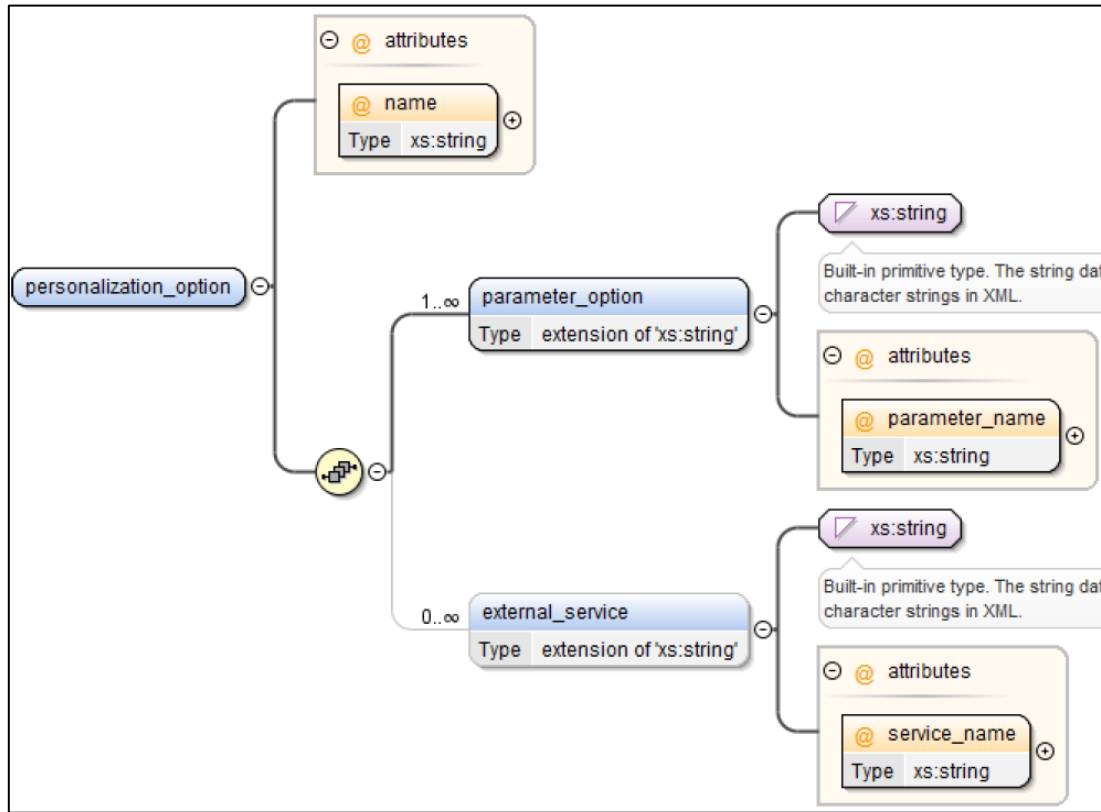 @ attributes
@ name
Type xs:string
personalization_option
1..∞
parameter_option
Type extension of 'xs:string'
xs:string
Built-in primitive type. The string dat
character strings in XML.
@ attributes
@ parameter_name
Type xs:string
0..∞
external_service
Type extension of 'xs:string'
xs:string
Built-in primitive type. The string dat
character strings in XML.
@ attributes
@ service_name
Type xs:string